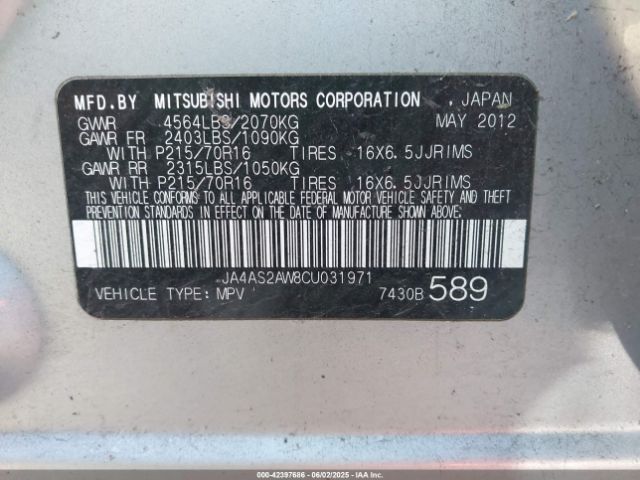 MFD.BY MITSUBISHI MOTORS CORPORATION , JAPAN
GVWR 4564LBS/2070KG MAY 2012
GAWR FR 2403LBS/1090KG
WITH P215/70R16 TIRES 16X6.5JJRIMS
GAWR RR 2315LBS/1050KG
WITH P215/70R16 TIRES 16X6.5JJRIMS
THIS VEHICLE CONFORMS TO ALL APPLICABLE FEDERAL MOTOR VEHICLE SAFETY AND THEFT
PREVENTION STANDARDS IN EFFECT ON THE DATE OF MANUFACTURE SHOWN ABOVE.
JA4AS2AW8CU031971
VEHICLE TYPE: MPV 7430B 589
000-42397686 - 06/02/2025 - IAAI.COM